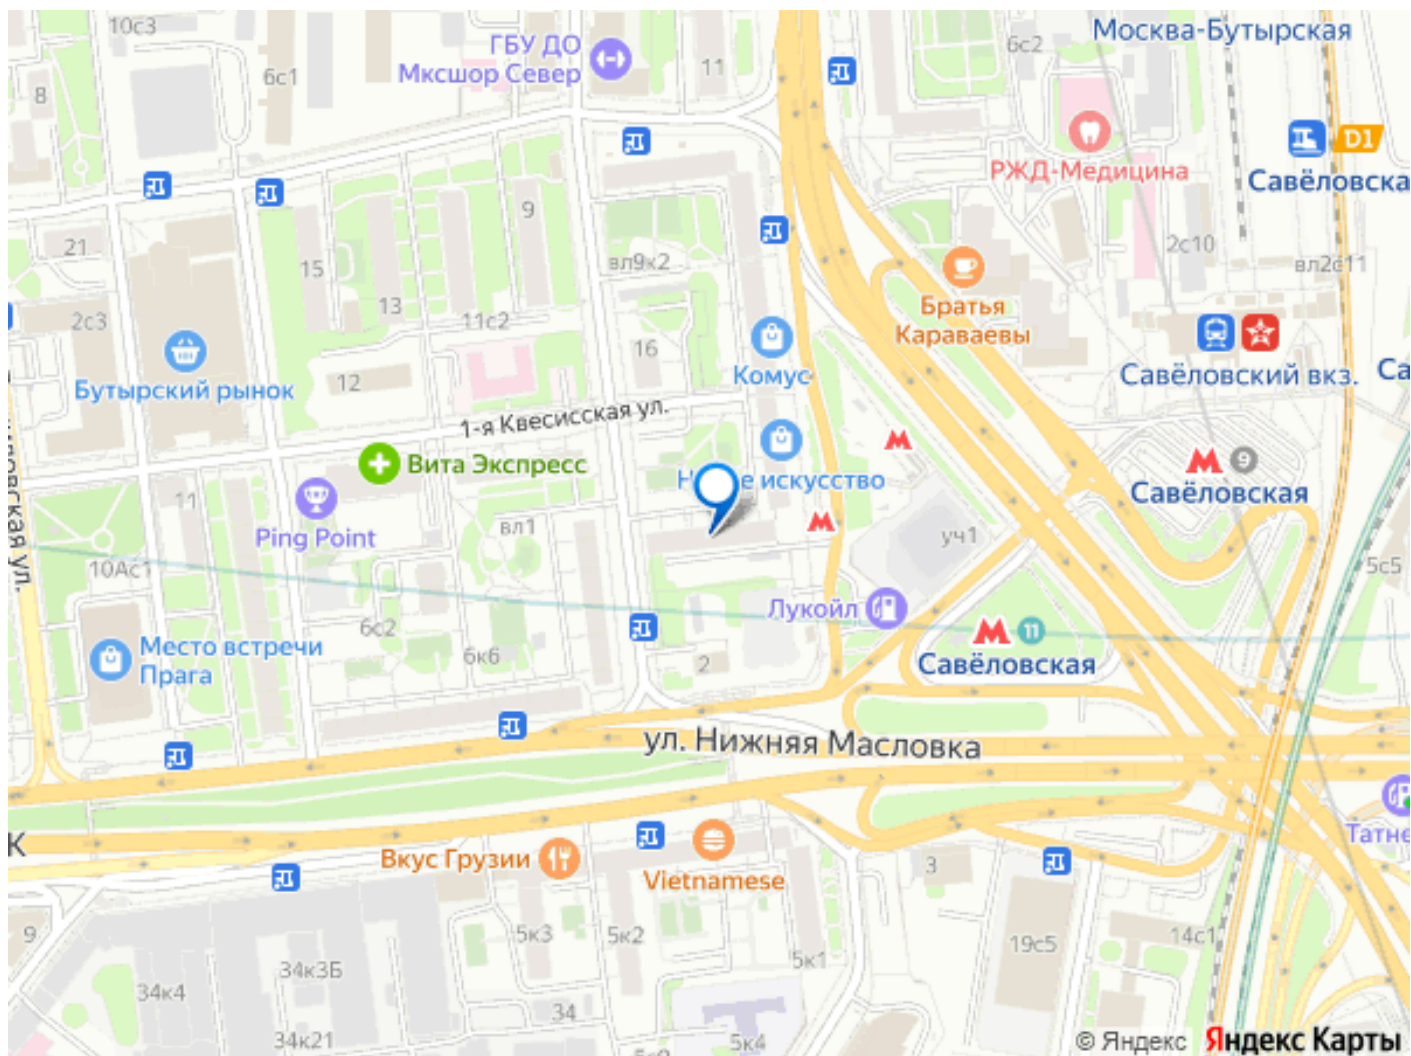 10с3
ГБУ ДО
Мксшор Север
11
6с2
Москва-Бутырская
6с1
8
РЖД-Медицина
D1
Савёловска
21
15
9
вл9к2
2с10
вл2с11
2с3
13
11с2
16
Братья
Караваевы
Бутырский рынок
12
Комус
Савёловский вкз.
Са
1-я Квесисская ул.
Вита Экспресс
Н
е искусство
9
Савёловская
11
Ping Point
вл1
уч1
10Ас1
овская ул.
5с5
6с2
Лукойл
11
Савёловская
Место встречи
Прага
6к6
2
ул. Нижняя Масловка
К
Вкус Грузии
Vietnamese
3
Татне
9
5к3
5к2
5к1
19с5
14с1
34к3Б
34к4
34
34к21
5к4
© Яндекс
Яндекс Карты